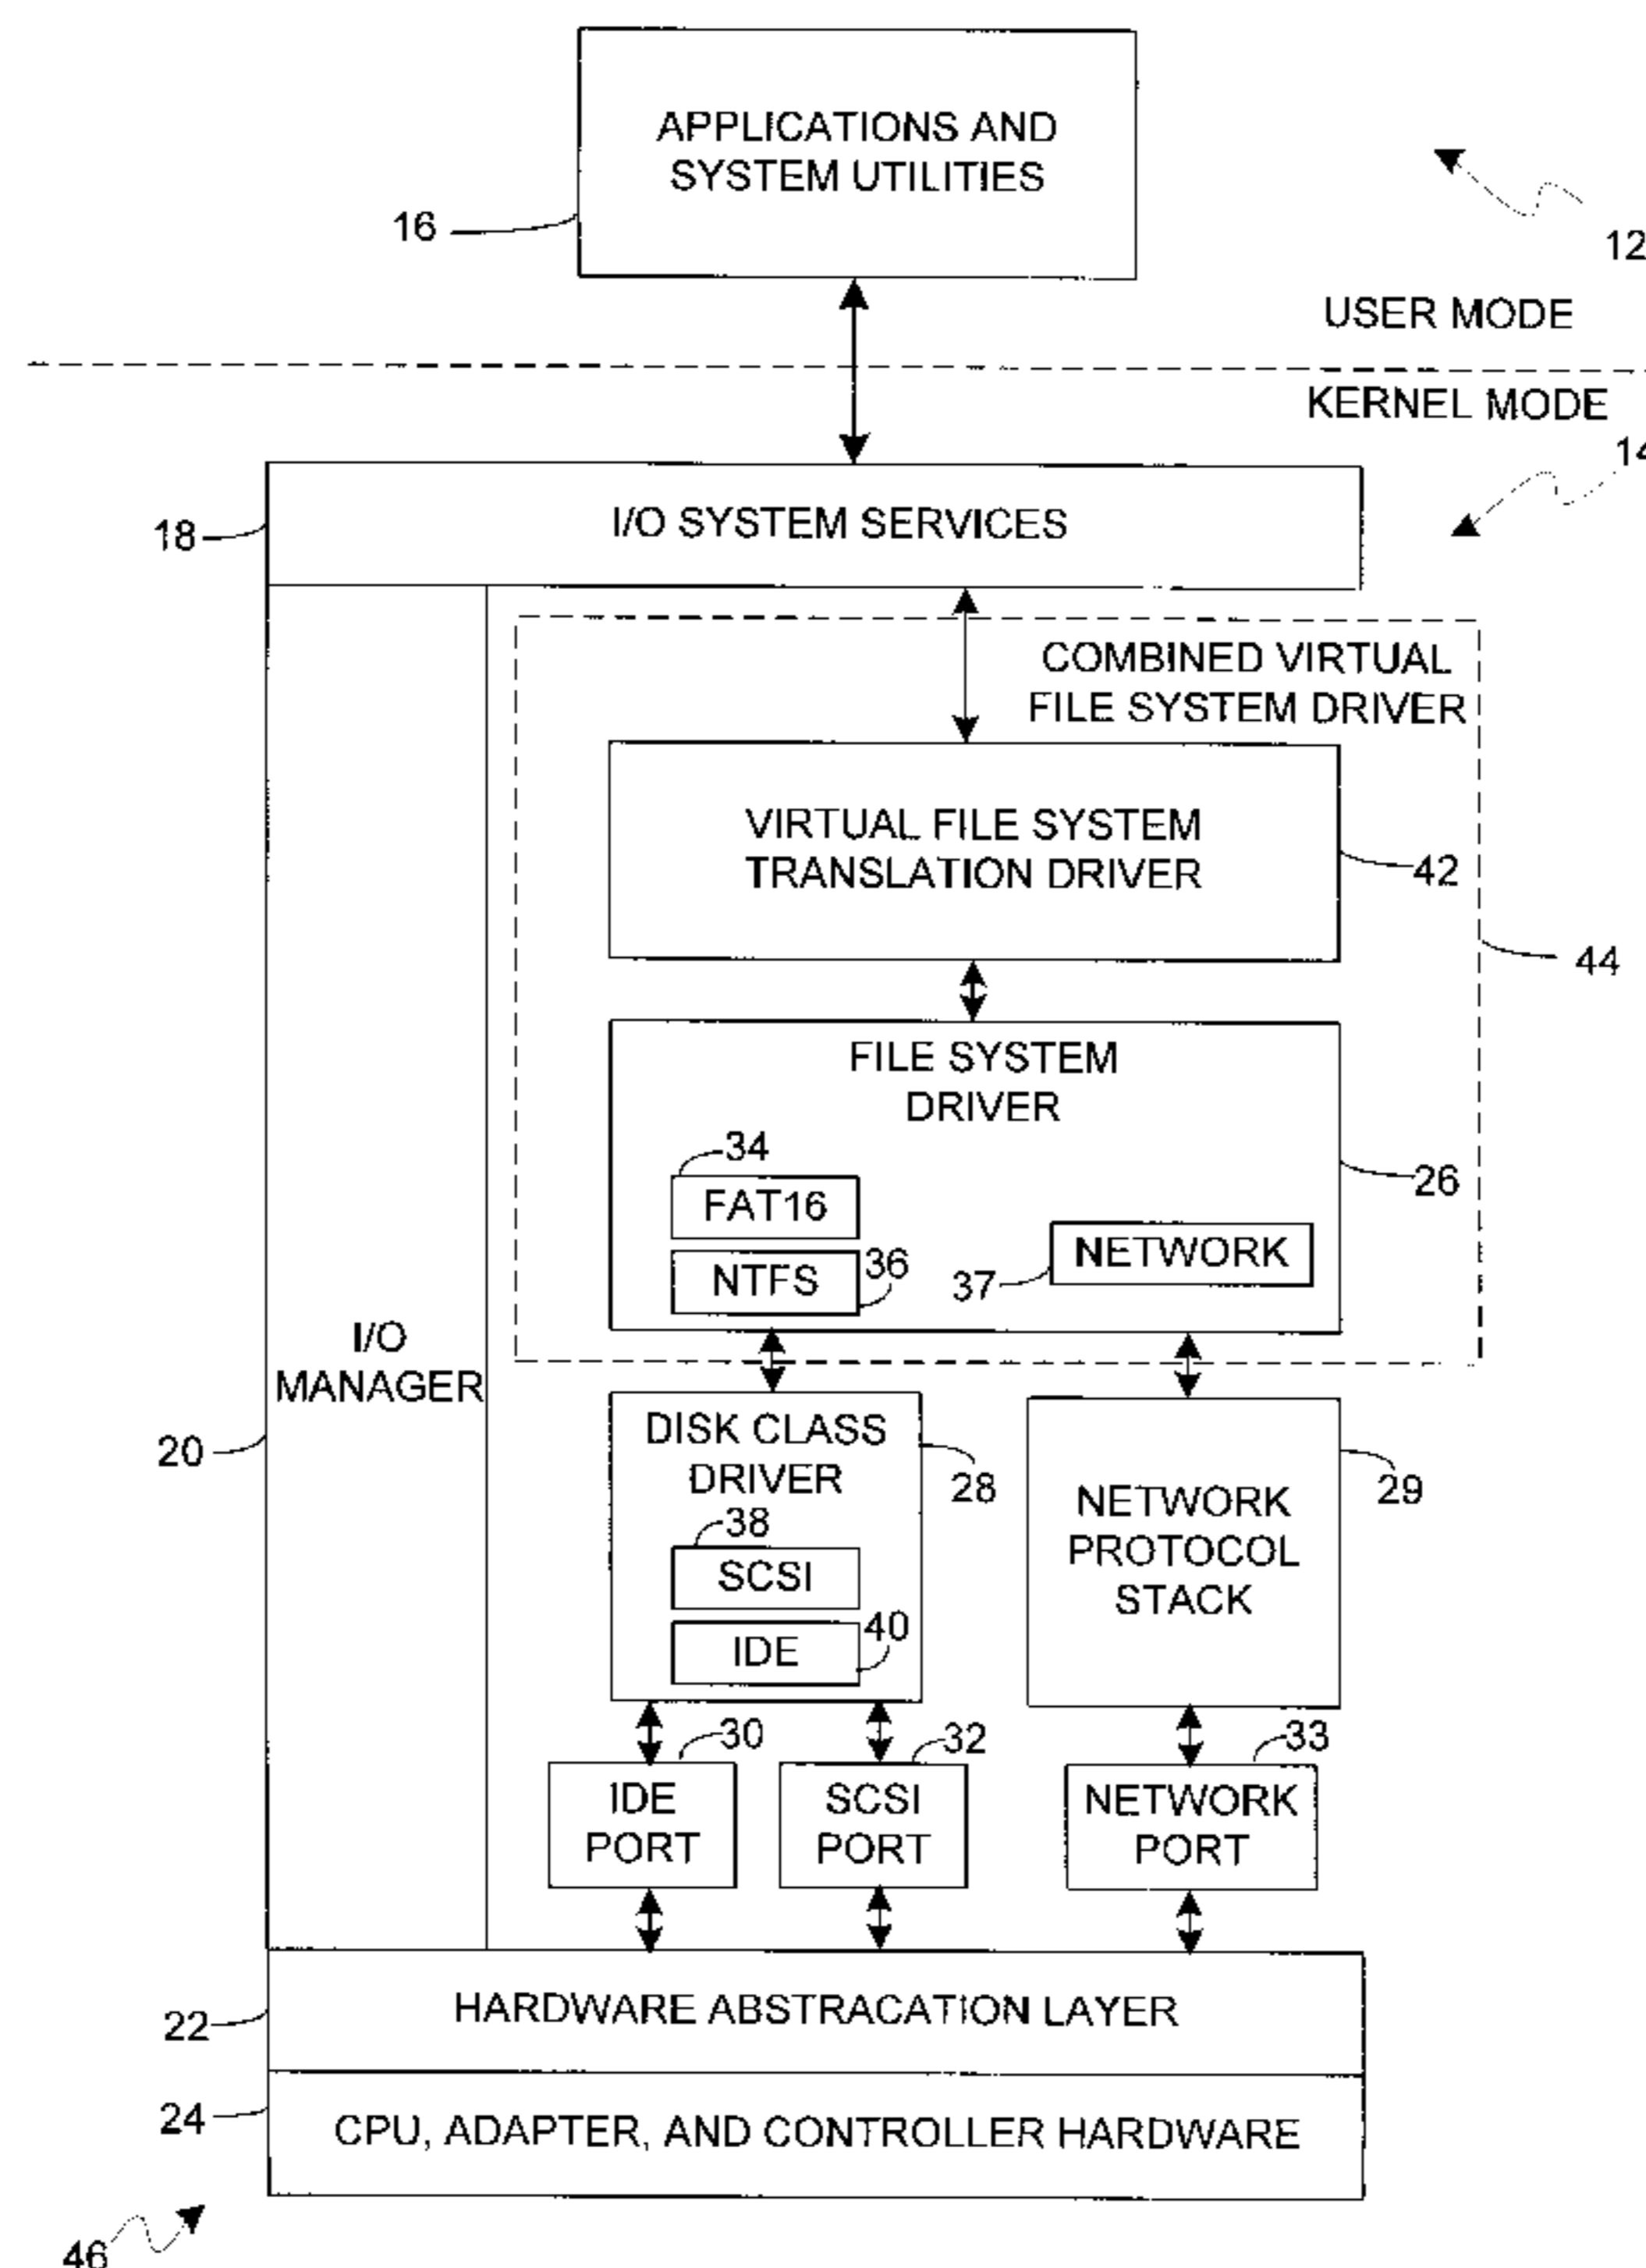 APPLICATIONS AND
SYSTEM UTILITIES
16
12
USER MODE
KERNEL MODE
14
18
I/O SYSTEM SERVICES
COMBINED VIRTUAL
FILE SYSTEM DRIVER
VIRTUAL FILE SYSTEM
TRANSLATION DRIVER
42
44
FILE SYSTEM
DRIVER
34
FAT16
26
NTFS
36
37
NETWORK
I/O
MANAGER
20
DISK CLASS
DRIVER
28
38
SCSI
40
IDE
NETWORK
PROTOCOL
STACK
29
30
IDE
PORT
32
SCSI
PORT
33
NETWORK
PORT
22
HARDWARE ABSTRACATION LAYER
24
CPU, ADAPTER, AND CONTROLLER HARDWARE
46